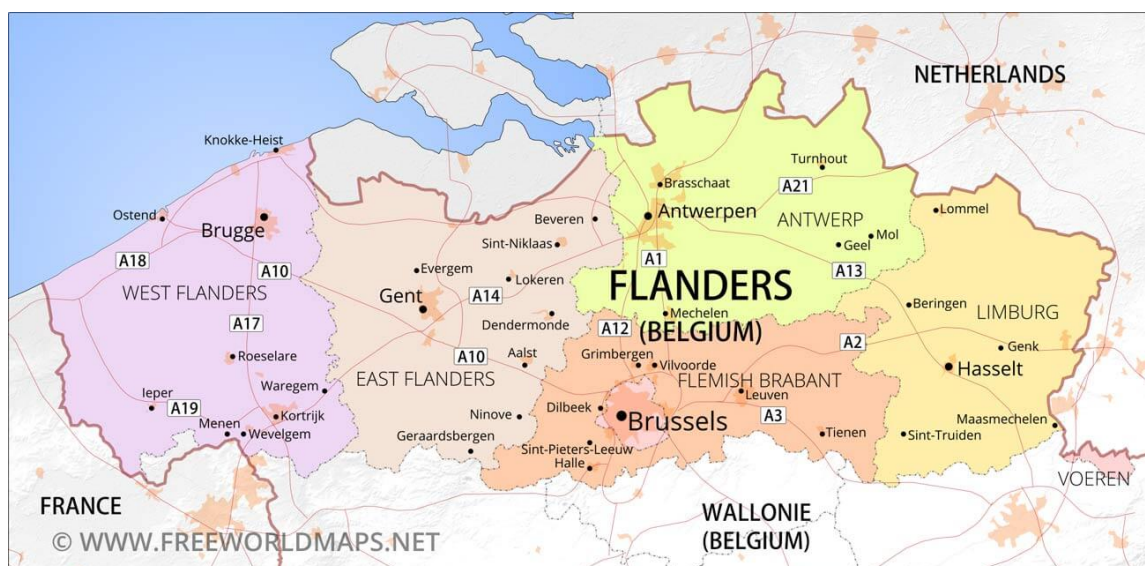 NETHERLANDS
Knokke-Heist
Turnhout
Brasschaat
A21
Ostend
Brugge
Beveren
Antwerpen
ANTWERP
Lommel
Sint-Niklaas
Mol
Geel
A18
A10
Evergem
Lokeren
A1
A13
WEST FLANDERS
Gent
A14
FLANDERS
(BELGIUM)
Beringen
LIMBURG
Mechelen
Dendermonde
A17
A12
A2
Roeselare
A10
Aalst
Grimbergen
Vilvoorde
Genk
EAST FLANDERS
FLEMISH BRABANT
Hasselt
Waregem
Leuven
Ieper
A19
Kortrijk
Ninove
Dilbeek
Brussels
A3
Menen
Wevelgem
Geraardsbergen
Sint-Pieters-Leeuw
Halle
Tienen
Sint-Truiden
Maasmechelen
VOEREN
FRANCE
WALLONIE
(BELGIUM)
© WWW.FREEWORLDMAPS.NET